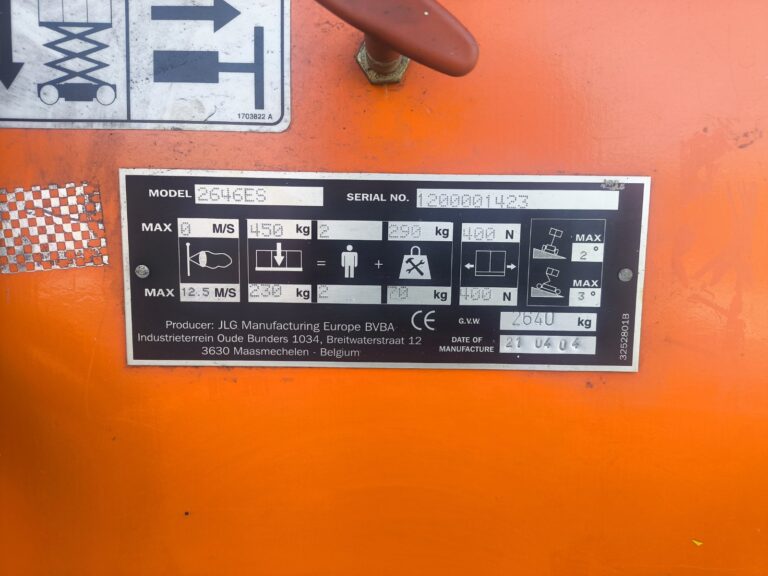 1703822 A
MODEL 2646ES SERIAL NO. 1200001423
MAX 0 M/S 450 kg 2 290 kg 400 N
= + MAX 2°
MAX 12.5 M/S 230 kg 2 70 kg 400 N MAX 3°
Producer: JLG Manufacturing Europe BVBA CE G.V.W. 2640 kg
Industrieterrein Oude Bunders 1034, Breitwaterstraat 12 DATE OF MANUFACTURE 21 04 04
3630 Maasmechelen - Belgium
3252801B